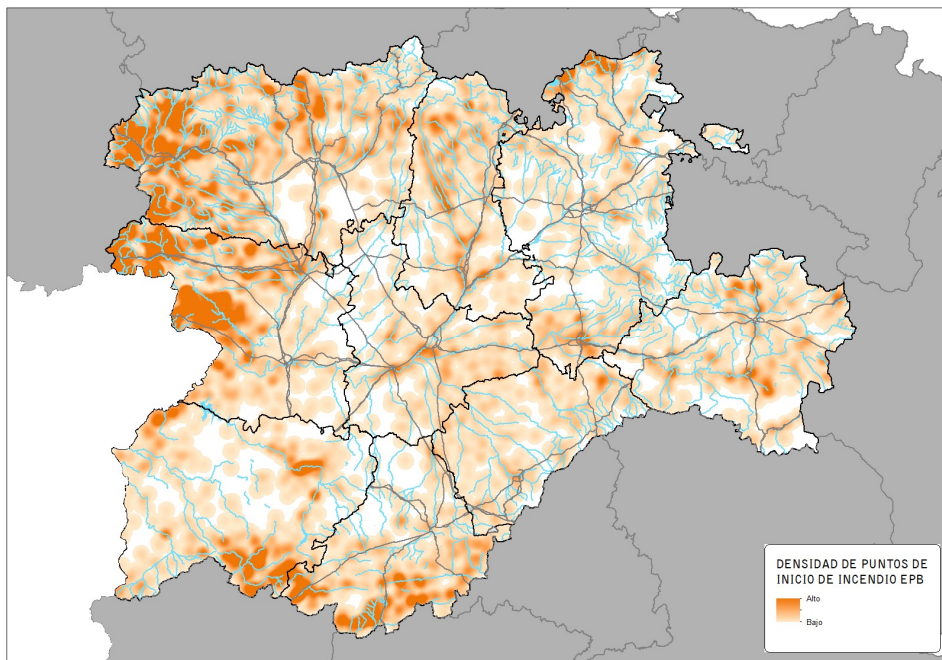 DENSIDAD DE PUNTOS DE
INICIO DE INCENDIO EPB
Alto
Bajo